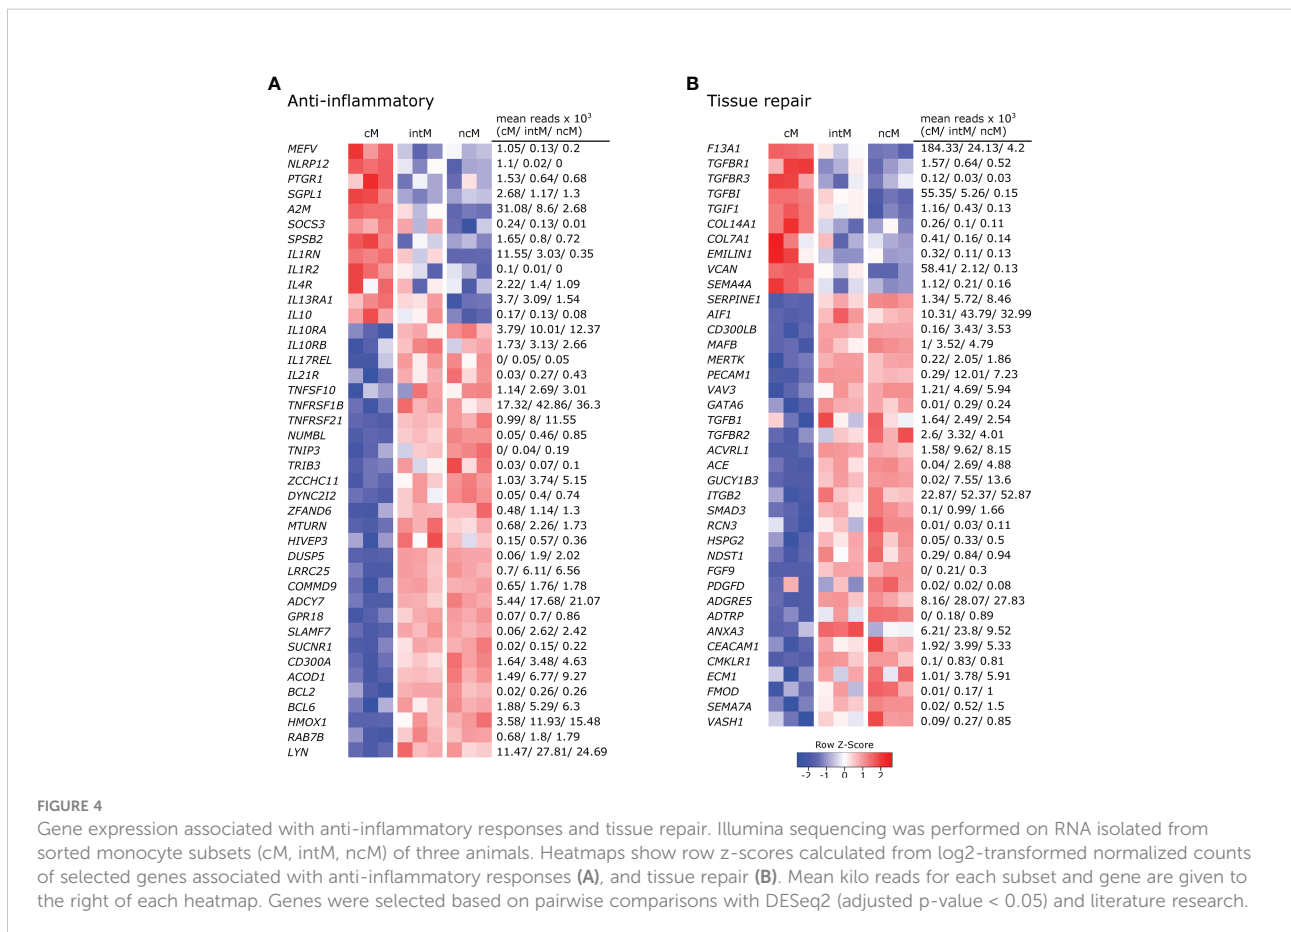 A
Anti-inflammatory
cM intM ncM
mean reads x 10³
(cM/ intM/ ncM)
MEFV 1.05/ 0.13/ 0.2
NLRP12 1.1/ 0.02/ 0
PTGR1 1.53/ 0.64/ 0.68
SGPL1 2.68/ 1.17/ 1.3
A2M 31.08/ 8.6/ 2.68
SOCS3 0.24/ 0.13/ 0.01
SPSB2 1.65/ 0.8/ 0.72
IL1RN 11.55/ 3.03/ 0.35
IL1R2 0.1/ 0.01/ 0
IL4R 2.22/ 1.4/ 1.09
IL13RA1 3.7/ 3.09/ 1.54
IL10 0.17/ 0.13/ 0.08
IL10RA 3.79/ 10.01/ 12.37
IL10RB 1.73/ 3.13/ 2.66
IL17REL 0/ 0.05/ 0.05
IL21R 0.03/ 0.27/ 0.43
TNFSF10 1.14/ 2.69/ 3.01
TNFRSF1B 17.32/ 42.86/ 36.3
TNFRSF21 0.99/ 8/ 11.55
NUMBL 0.05/ 0.46/ 0.85
TNIP3 0/ 0.04/ 0.19
TRIB3 0.03/ 0.07/ 0.1
ZCCHC11 1.03/ 3.74/ 5.15
DYNC2I2 0.05/ 0.4/ 0.74
ZFAND6 0.48/ 1.14/ 1.3
MTURN 0.68/ 2.26/ 1.73
HIVEP3 0.15/ 0.57/ 0.36
DUSP5 0.06/ 1.9/ 2.02
LRRC25 0.7/ 6.11/ 6.56
COMMD9 0.65/ 1.76/ 1.78
ADCY7 5.44/ 17.68/ 21.07
GPR18 0.07/ 0.7/ 0.86
SLAMF7 0.06/ 2.62/ 2.42
SUCNR1 0.02/ 0.15/ 0.22
CD300A 1.64/ 3.48/ 4.63
ACOD1 1.49/ 6.77/ 9.27
BCL2 0.02/ 0.26/ 0.26
BCL6 1.88/ 5.29/ 6.3
HMOX1 3.58/ 11.93/ 15.48
RAB7B 0.68/ 1.8/ 1.79
LYN 11.47/ 27.81/ 24.69
B
Tissue repair
cM intM ncM
mean reads x 10³
(cM/ intM/ ncM)
F13A1 184.33/ 24.13/ 4.2
TGFBR1 1.57/ 0.64/ 0.52
TGFBR3 0.12/ 0.03/ 0.03
TGFBI 55.35/ 5.26/ 0.15
TGIF1 1.16/ 0.43/ 0.13
COL14A1 0.26/ 0.1/ 0.11
COL7A1 0.41/ 0.16/ 0.14
EMILIN1 0.32/ 0.11/ 0.13
VCAN 58.41/ 2.12/ 0.13
SEMA4A 1.12/ 0.21/ 0.16
SERPINE1 1.34/ 5.72/ 8.46
AIF1 10.31/ 43.79/ 32.99
CD300LB 0.16/ 3.43/ 3.53
MAFB 1/ 3.52/ 4.79
MERTK 0.22/ 2.05/ 1.86
PECAM1 0.29/ 12.01/ 7.23
VAV3 1.21/ 4.69/ 5.94
GATA6 0.01/ 0.29/ 0.24
TGFB1 1.64/ 2.49/ 2.54
TGFBR2 2.6/ 3.32/ 4.01
ACVRL1 1.58/ 9.62/ 8.15
ACE 0.04/ 2.69/ 4.88
GUCY1B3 0.02/ 7.55/ 13.6
ITGB2 22.87/ 52.37/ 52.87
SMAD3 0.1/ 0.99/ 1.66
RCN3 0.01/ 0.03/ 0.11
HSPG2 0.05/ 0.33/ 0.5
NDST1 0.29/ 0.84/ 0.94
FGF9 0/ 0.21/ 0.3
PDGFD 0.02/ 0.02/ 0.08
ADGRE5 8.16/ 28.07/ 27.83
ADTRP 0/ 0.18/ 0.89
ANXA3 6.21/ 23.8/ 9.52
CEACAM1 1.92/ 3.99/ 5.33
CMKLR1 0.1/ 0.83/ 0.81
ECM1 1.01/ 3.78/ 5.91
FMOD 0.01/ 0.17/ 1
SEMA7A 0.02/ 0.52/ 1.5
VASH1 0.09/ 0.27/ 0.85
Row Z-Score
-2 -1 0 1 2
FIGURE 4
Gene expression associated with anti-inflammatory responses and tissue repair. Illumina sequencing was performed on RNA isolated from
sorted monocyte subsets (cM, intM, ncM) of three animals. Heatmaps show row z-scores calculated from log2-transformed normalized counts
of selected genes associated with anti-inflammatory responses (A), and tissue repair (B). Mean kilo reads for each subset and gene are given to
the right of each heatmap. Genes were selected based on pairwise comparisons with DESeq2 (adjusted p-value < 0.05) and literature research.